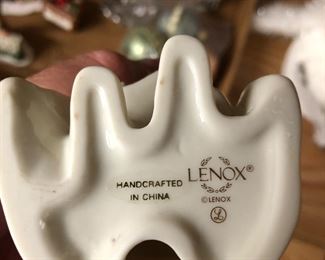 HANDCRAFTED
IN CHINA
LENOX®
©LENOX
L